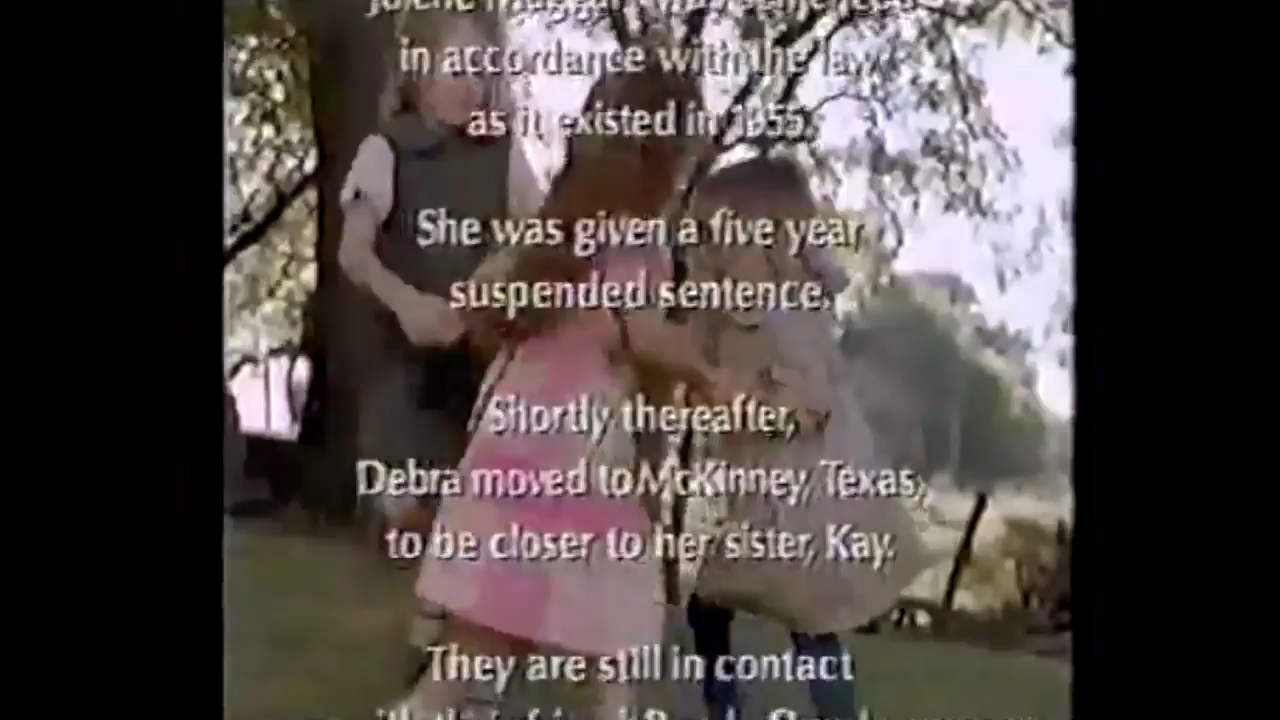 in accordance with the law
as it existed in 1955.
She was given a five year
suspended sentence.
Shortly thereafter,
Debra moved to McKinney, Texas,
to be closer to her sister, Kay.
They are still in contact